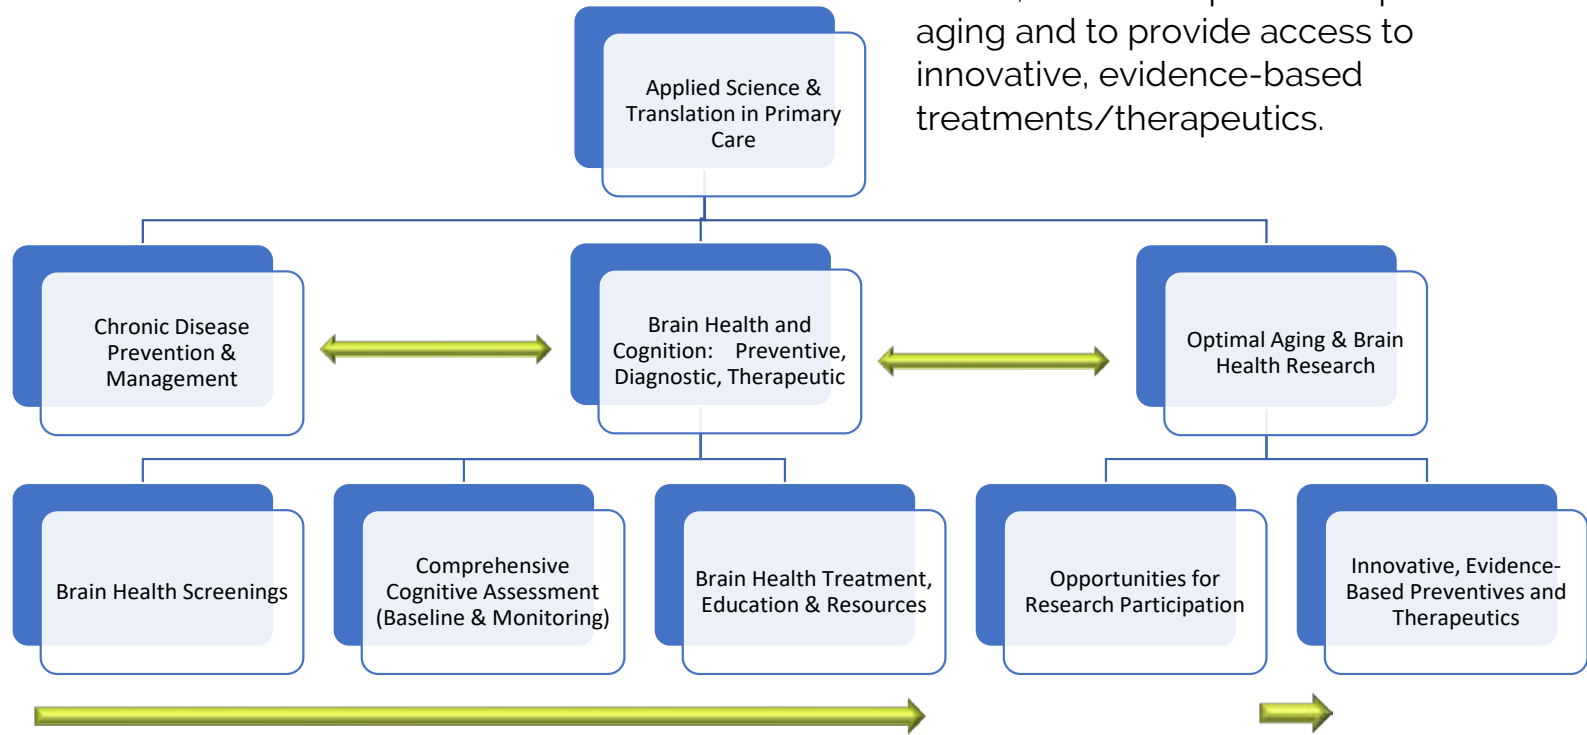 aging and to provide access to
innovative, evidence-based
treatments/therapeutics.
Applied Science &
Translation in Primary
Care
Chronic Disease
Prevention &
Management
Brain Health and
Cognition: Preventive,
Diagnostic, Therapeutic
Optimal Aging & Brain
Health Research
Brain Health Screenings
Comprehensive
Cognitive Assessment
(Baseline & Monitoring)
Brain Health Treatment,
Education & Resources
Opportunities for
Research Participation
Innovative, Evidence-
Based Preventives and
Therapeutics